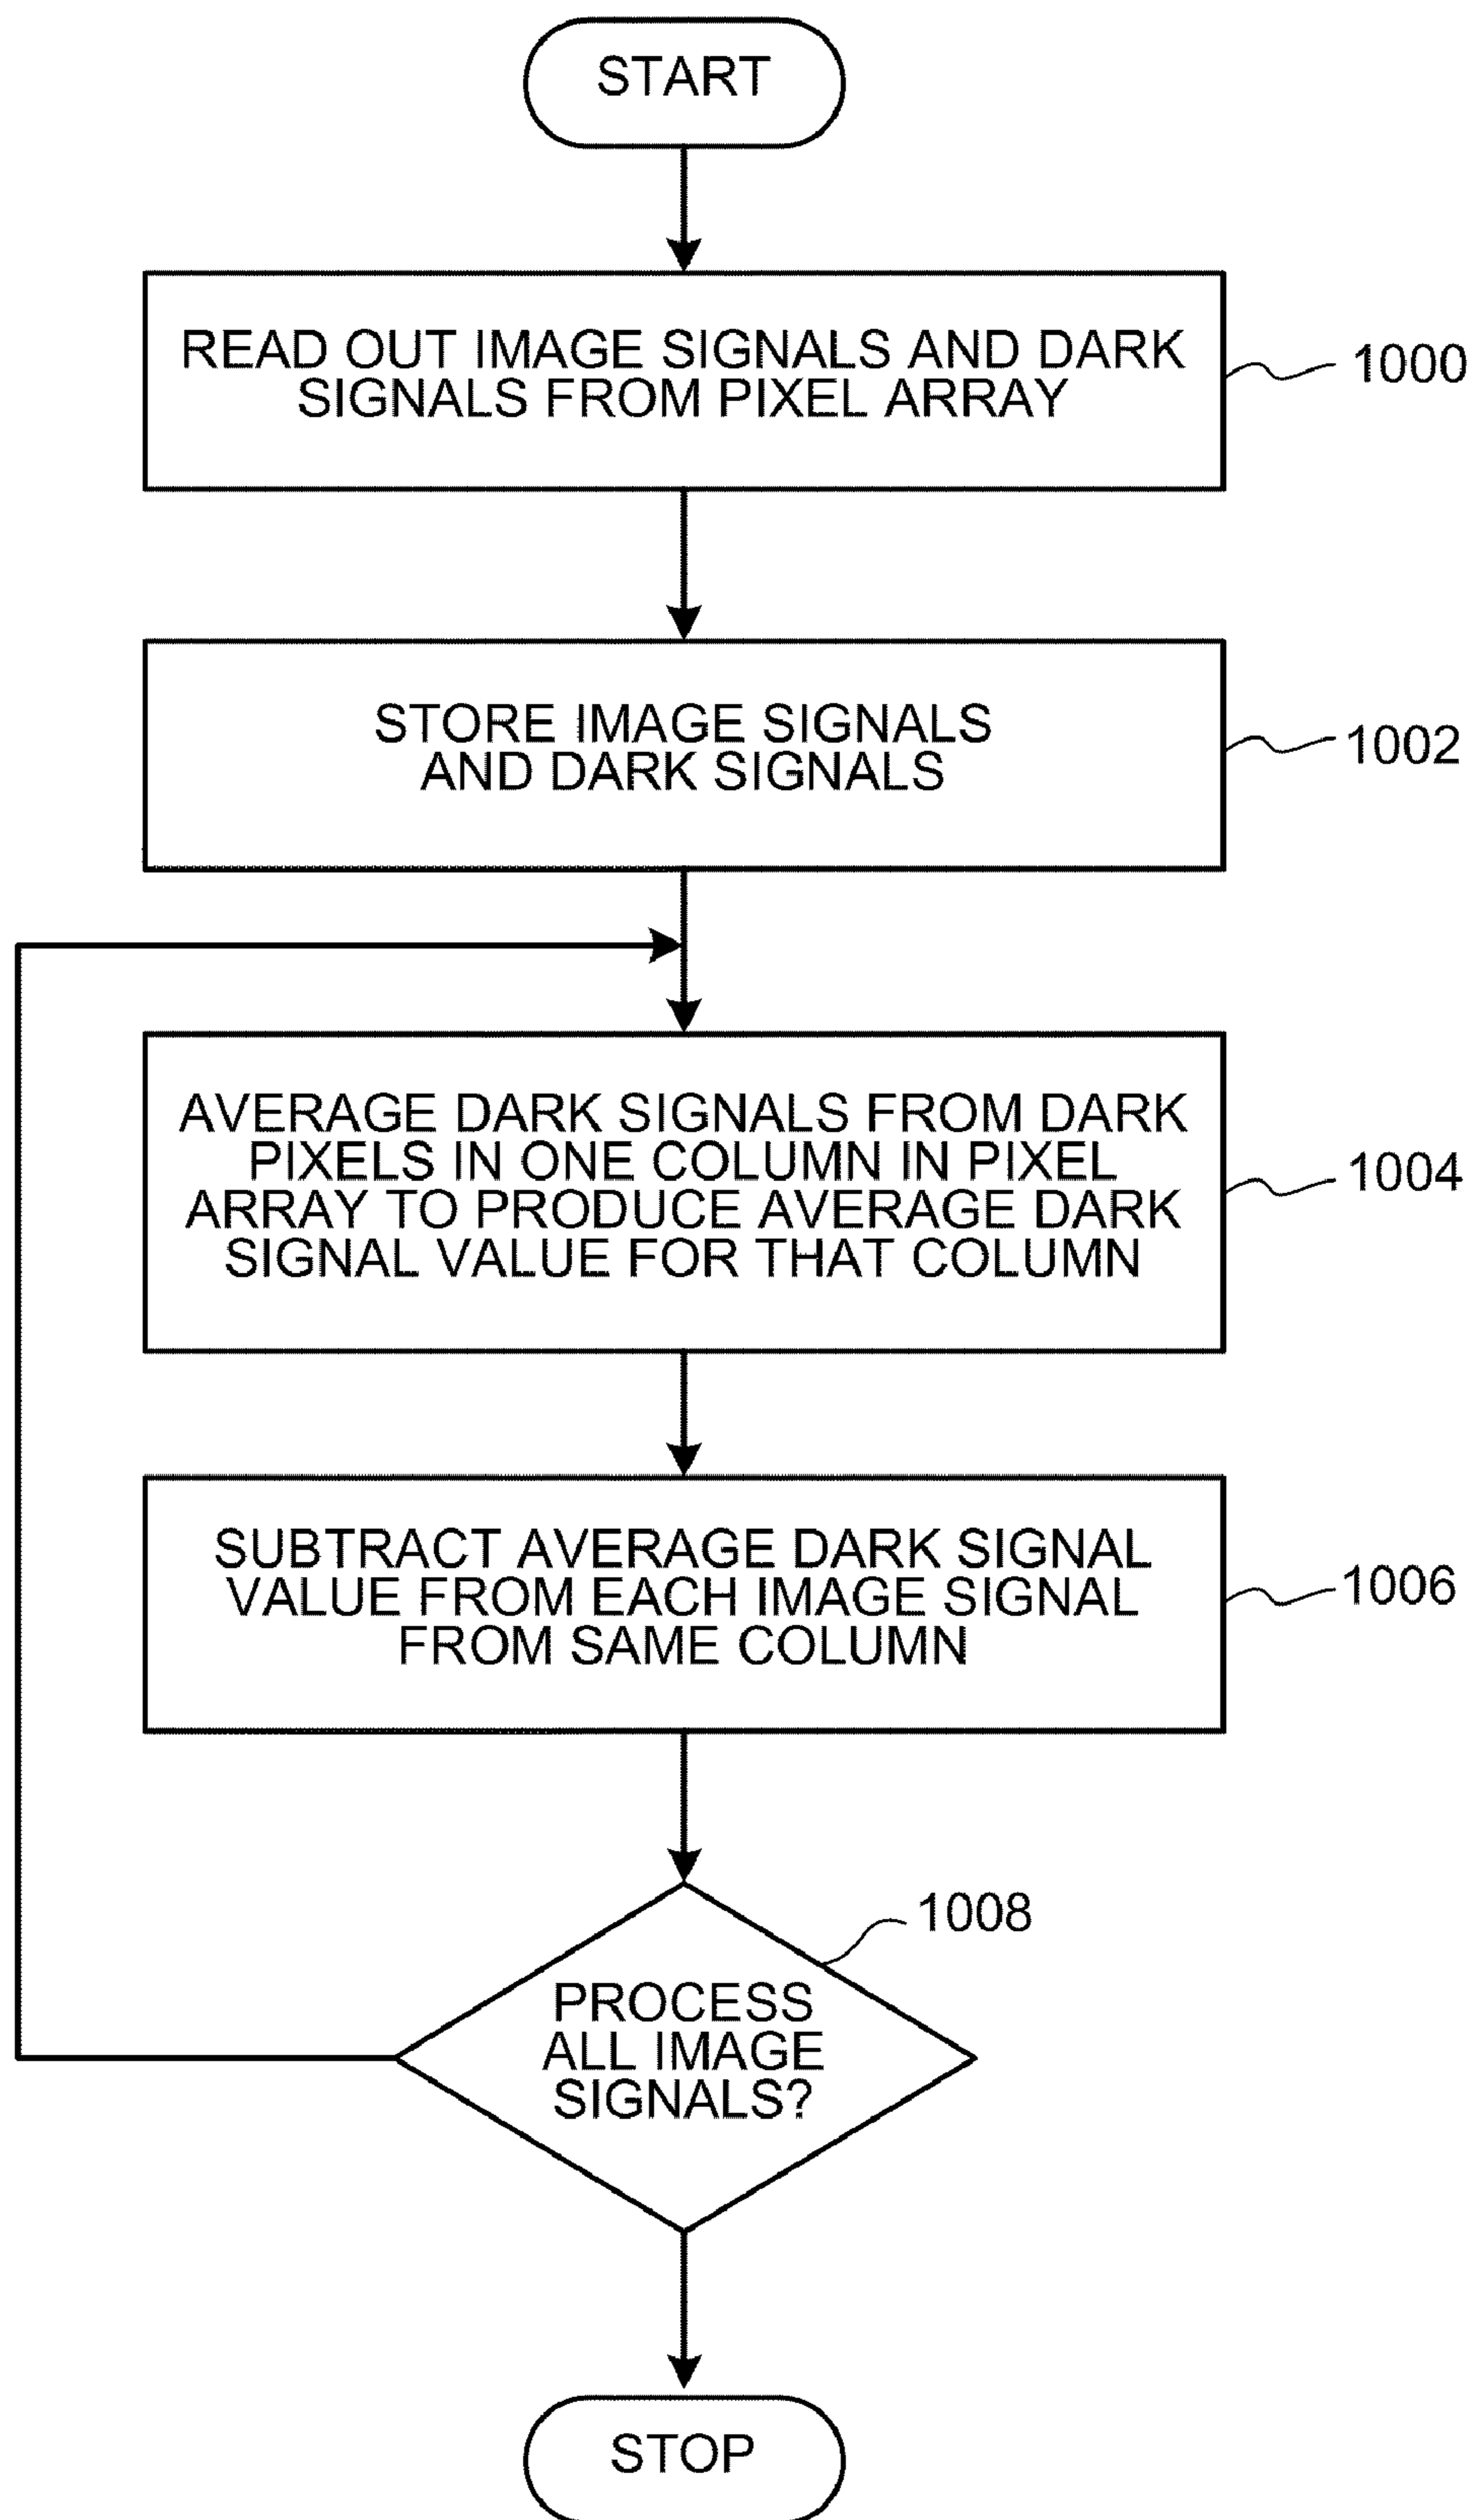 START
READ OUT IMAGE SIGNALS AND DARK
SIGNALS FROM PIXEL ARRAY
1000
STORE IMAGE SIGNALS
AND DARK SIGNALS
1002
AVERAGE DARK SIGNALS FROM DARK
PIXELS IN ONE COLUMN IN PIXEL
ARRAY TO PRODUCE AVERAGE DARK
SIGNAL VALUE FOR THAT COLUMN
1004
SUBTRACT AVERAGE DARK SIGNAL
VALUE FROM EACH IMAGE SIGNAL
FROM SAME COLUMN
1006
1008
PROCESS
ALL IMAGE
SIGNALS?
STOP